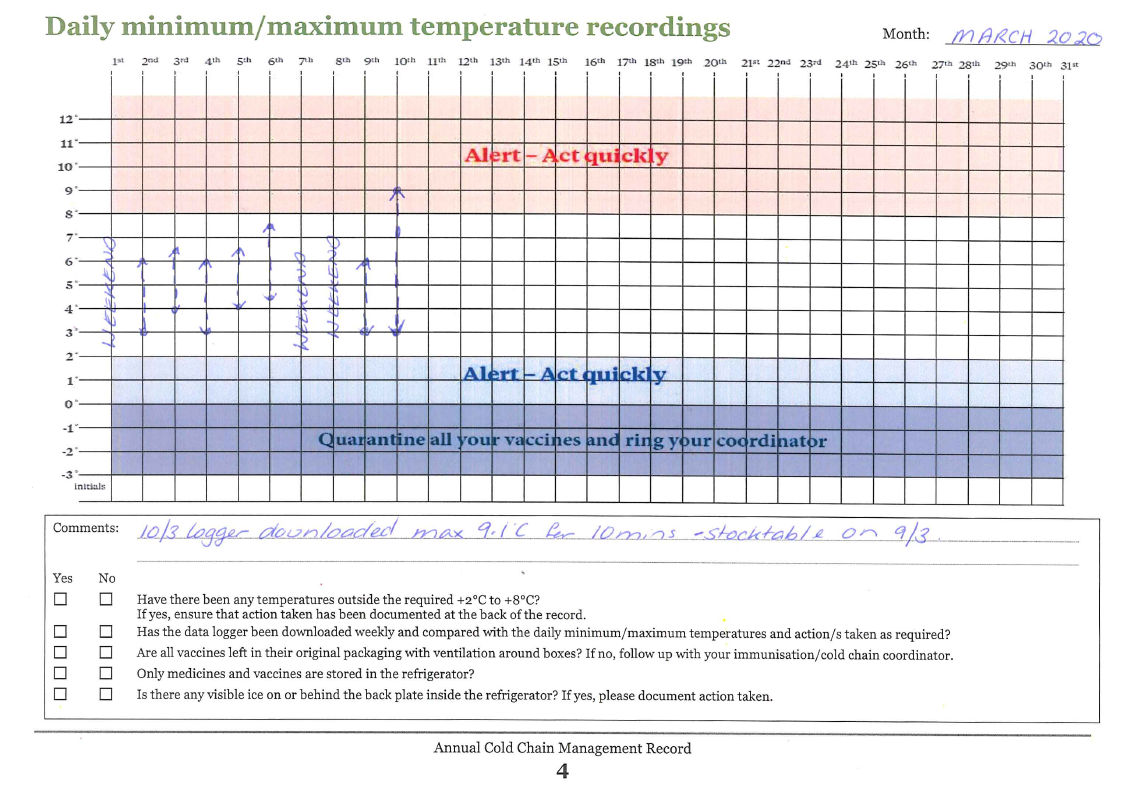 Daily minimum/maximum temperature recordings
Month: MARCH 2020
1st 2nd 3rd 4th 5th 6th 7th 8th 9th 10th 11th 12th 13th 14th 15th 16th 17th 18th 19th 20th 21st 22nd 23rd 24th 25th 26th 27th 28th 29th 30th 31st
12°
11°
Alert – Act quickly
10°
9°
8°
7°
6°
5°
4°
3°
WEEKEND WEEKEND WEEKEND
2°
Alert – Act quickly
1°
0°
-1°
Quarantine all your vaccines and ring your coordinator
-2°
-3°
initials
Comments: 10/3 logger downloaded max 9.1°C for 10mins - stocktable on 9/3.
Yes No
Have there been any temperatures outside the required +2°C to +8°C?
If yes, ensure that action taken has been documented at the back of the record.
Has the data logger been downloaded weekly and compared with the daily minimum/maximum temperatures and action/s taken as required?
Are all vaccines left in their original packaging with ventilation around boxes? If no, follow up with your immunisation/cold chain coordinator.
Only medicines and vaccines are stored in the refrigerator?
Is there any visible ice on or behind the back plate inside the refrigerator? If yes, please document action taken.
Annual Cold Chain Management Record
4